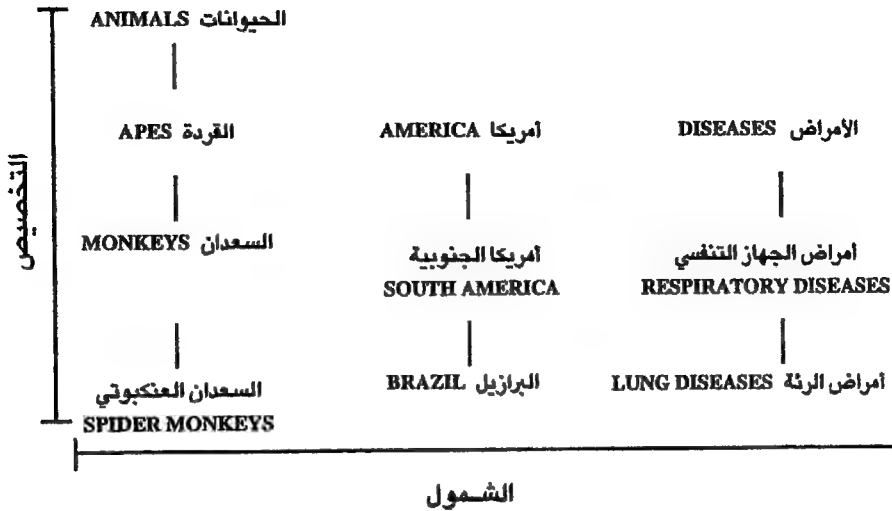 الحيوانات ANIMALS
القردة APES
أمريكا AMERICA
الأمراض DISEASES
التخصيص
السعدان MONKEYS
أمريكا الجنوبية
SOUTH AMERICA
أمراض الجهاز التنفسي
RESPIRATORY DISEASES
السعدان العنكبوتي
SPIDER MONKEYS
البرازيل BRAZIL
أمراض الرئة LUNG DISEASES
الشـمول